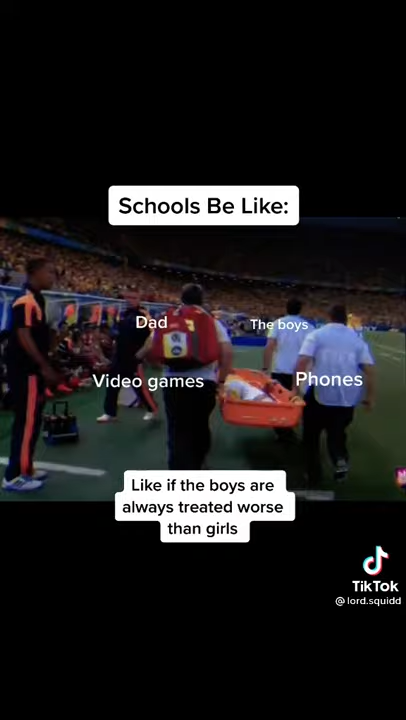 Schools Be Like:
Dad
The boys
Video games
Phones
Like if the boys are
always treated worse
than girls
TikTok
@lord.squidd